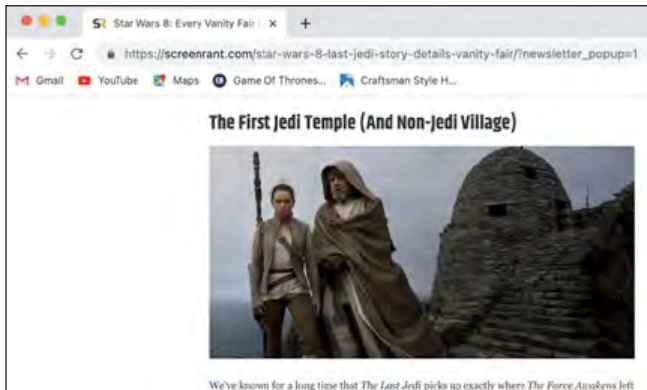 SR Star Wars 8: Every Vanity Fair
https://screenrant.com/star-wars-8-last-jedi-story-details-vanity-fair/?newsletter_popup=1
Gmail YouTube Maps Game Of Thrones... Craftsman Style H...
The First Jedi Temple (And Non-Jedi Village)
We've known for a long time that The Last Jedi picks up exactly where The Force Awakens left